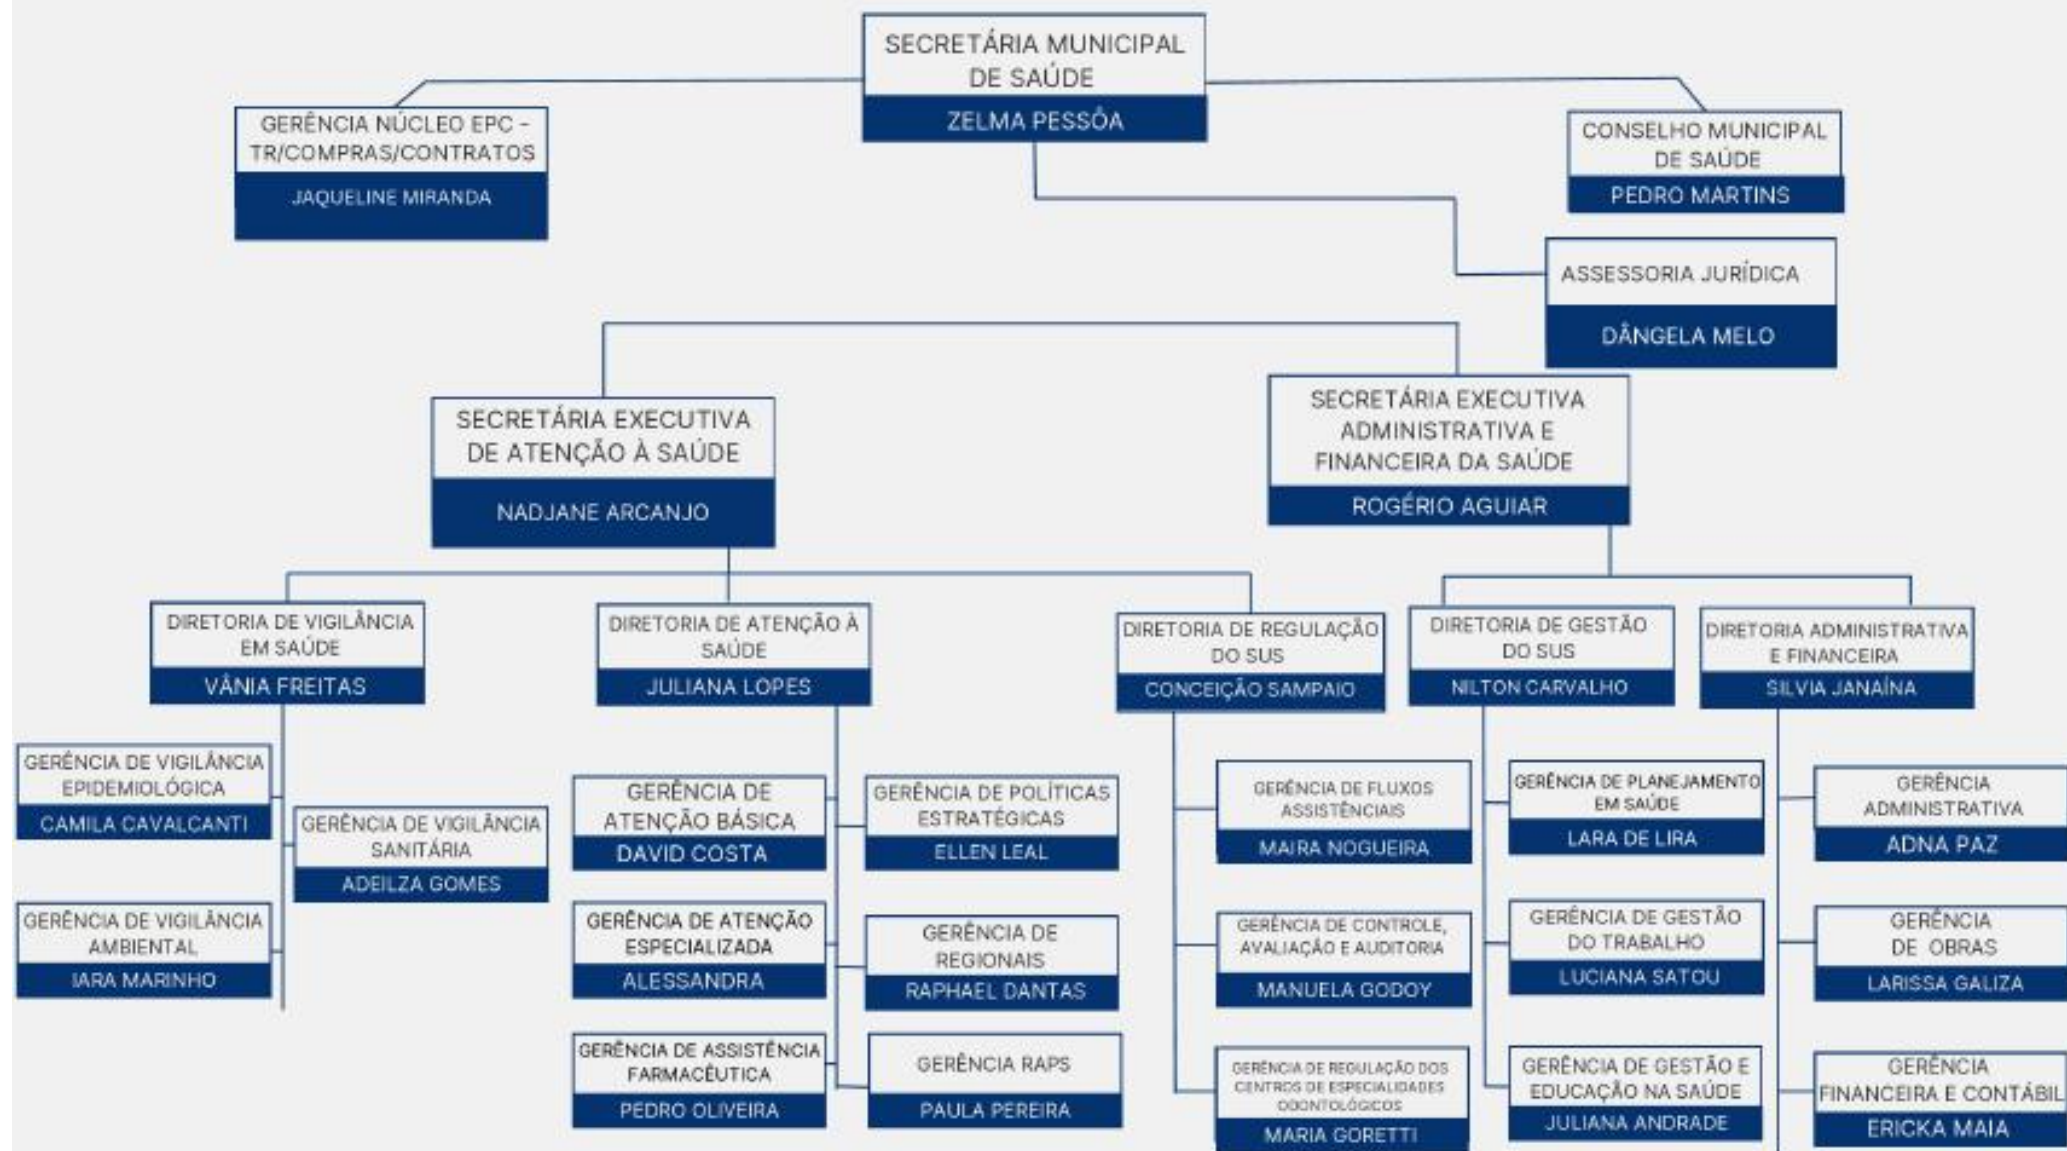 SECRETÁRIA MUNICIPAL
DE SAÚDE
ZELMA PESSÔA
GERÊNCIA NÚCLEO EPC -
TR/COMPRAS/CONTRATOS
JAQUELINE MIRANDA
CONSELHO MUNICIPAL
DE SAÚDE
PEDRO MARTINS
ASSESSORIA JURÍDICA
DÂNGELA MELO
SECRETÁRIA EXECUTIVA
DE ATENÇÃO À SAÚDE
NADJANE ARCANJO
SECRETÁRIA EXECUTIVA
ADMINISTRATIVA E
FINANCEIRA DA SAÚDE
ROGÉRIO AGUIAR
DIRETORIA DE VIGILÂNCIA
EM SAÚDE
VÂNIA FREITAS
DIRETORIA DE ATENÇÃO À
SAÚDE
JULIANA LOPES
DIRETORIA DE REGULAÇÃO
DO SUS
CONCEIÇÃO SAMPAIO
DIRETORIA DE GESTÃO
DO SUS
NILTON CARVALHO
DIRETORIA ADMINISTRATIVA
E FINANCEIRA
SILVIA JANAÍNA
GERÊNCIA DE VIGILÂNCIA
EPIDEMIOLÓGICA
CAMILA CAVALCANTI
GERÊNCIA DE VIGILÂNCIA
SANITÁRIA
ADEILZA GOMES
GERÊNCIA DE VIGILÂNCIA
AMBIENTAL
IARA MARINHO
GERÊNCIA DE
ATENÇÃO BÁSICA
DAVID COSTA
GERÊNCIA DE POLÍTICAS
ESTRATÉGICAS
ELLEN LEAL
GERÊNCIA DE ATENÇÃO
ESPECIALIZADA
ALESSANDRA
GERÊNCIA DE
REGIONAIS
RAPHAEL DANTAS
GERÊNCIA DE ASSISTÊNCIA
FARMACÊUTICA
PEDRO OLIVEIRA
GERÊNCIA RAPS
PAULA PEREIRA
GERÊNCIA DE FLUXOS
ASSISTÊNCIAIS
MAIRA NOGUEIRA
GERÊNCIA DE CONTROLE,
AVALIAÇÃO E AUDITORIA
MANUELA GODOY
GERÊNCIA DE REGULAÇÃO DOS
CENTROS DE ESPECIALIDADES
ODONTOLÓGICOS
MARIA GORETTI
GERÊNCIA DE PLANEJAMENTO
EM SAÚDE
LARA DE LIRA
GERÊNCIA DE GESTÃO
DO TRABALHO
LUCIANA SATOU
GERÊNCIA DE GESTÃO E
EDUCAÇÃO NA SAÚDE
JULIANA ANDRADE
GERÊNCIA
ADMINISTRATIVA
ADNA PAZ
GERÊNCIA
DE OBRAS
LARISSA GALIZA
GERÊNCIA
FINANCEIRA E CONTÁBIL
ERICKA MAIA